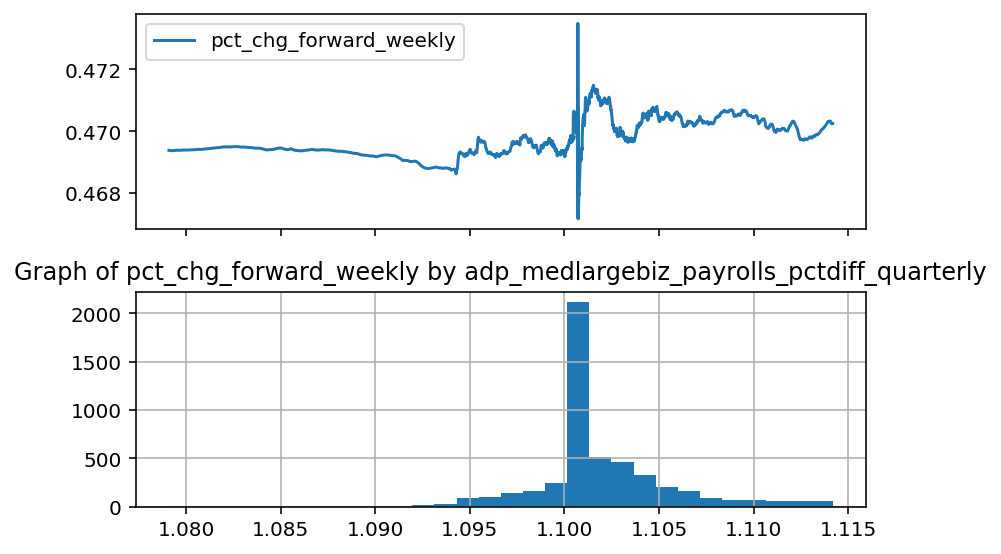 pct_chg_forward_weekly
0.472
0.470
0.468
Graph of pct_chg_forward_weekly by adp_medlargebiz_payrolls_pctdiff_quarterly
2000
1500
1000
500
0
1.080 1.085 1.090 1.095 1.100 1.105 1.110 1.115